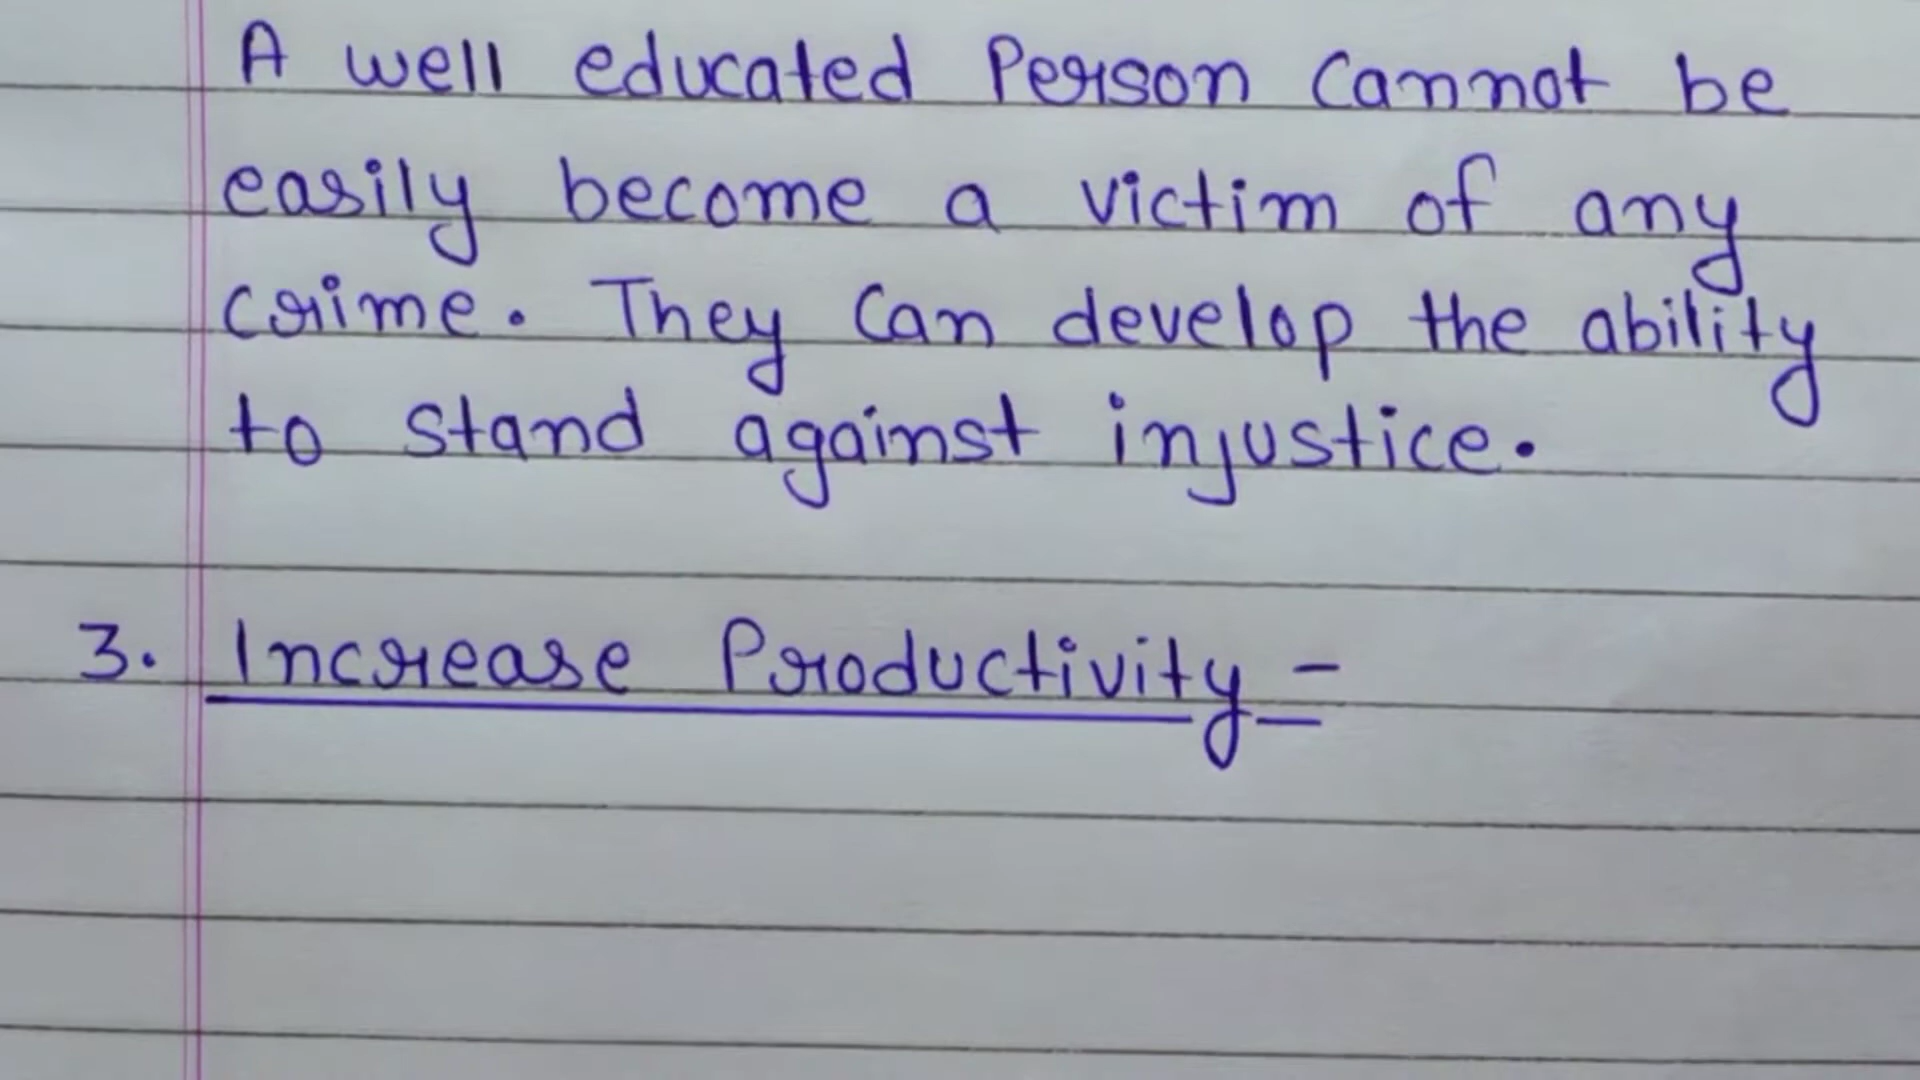 A well educated Person cannot be
easily become a victim of any
crime. They can develop the ability
to stand against injustice.
3. Increase Productivity -